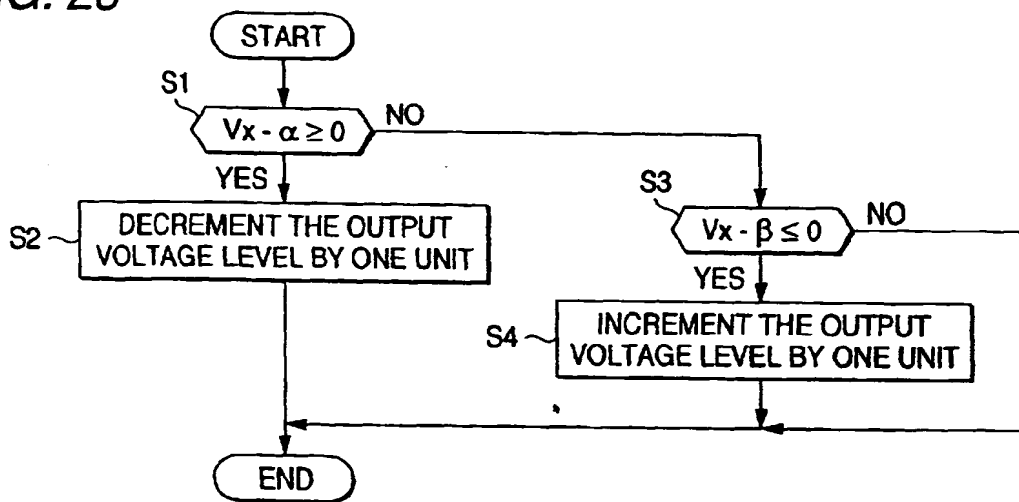 START
S1
Vx - α ≥ 0
NO
YES
S2
DECREMENT THE OUTPUT
VOLTAGE LEVEL BY ONE UNIT
S3
Vx - β ≤ 0
NO
YES
S4
INCREMENT THE OUTPUT
VOLTAGE LEVEL BY ONE UNIT
END